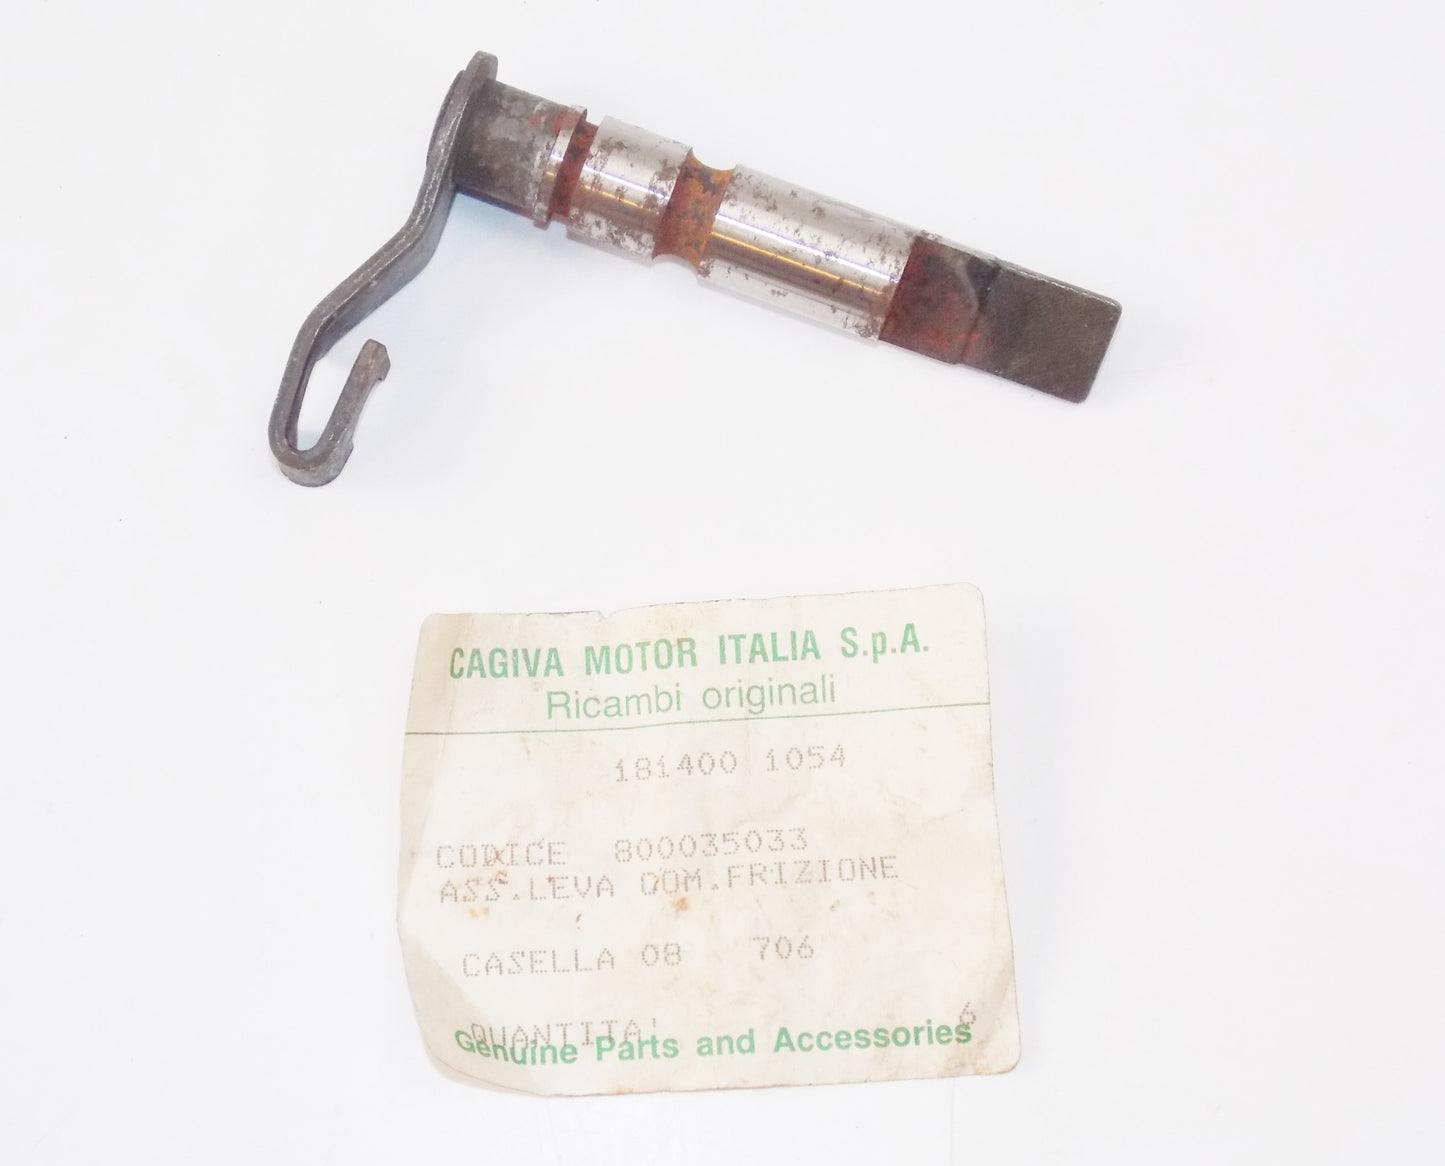 CAGIVA MOTOR ITALIA S.p.A.
Ricambi originali
181400 1054
CODICE 800035033
ASS.LEVA COM.FRIZIONE
CASELLA 08 706
QUANTITA' 6
Genuine Parts and Accessories